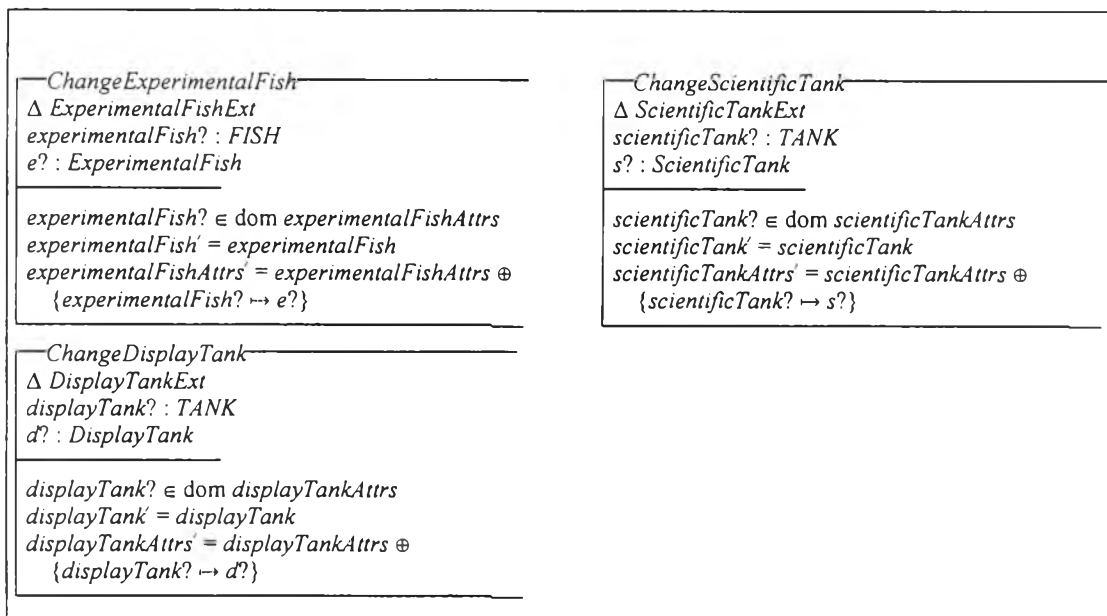 ChangeExperimentalFish
Δ ExperimentalFishExt
experimentalFish? : FISH
e? : ExperimentalFish
experimentalFish? ∈ dom experimentalFishAttrs
experimentalFish′ = experimentalFish
experimentalFishAttrs′ = experimentalFishAttrs ⊕
{experimentalFish? ↦ e?}
ChangeScientificTank
Δ ScientificTankExt
scientificTank? : TANK
s? : ScientificTank
scientificTank? ∈ dom scientificTankAttrs
scientificTank′ = scientificTank
scientificTankAttrs′ = scientificTankAttrs ⊕
{scientificTank? ↦ s?}
ChangeDisplayTank
Δ DisplayTankExt
displayTank? : TANK
d? : DisplayTank
displayTank? ∈ dom displayTankAttrs
displayTank′ = displayTank
displayTankAttrs′ = displayTankAttrs ⊕
{displayTank? ↦ d?}